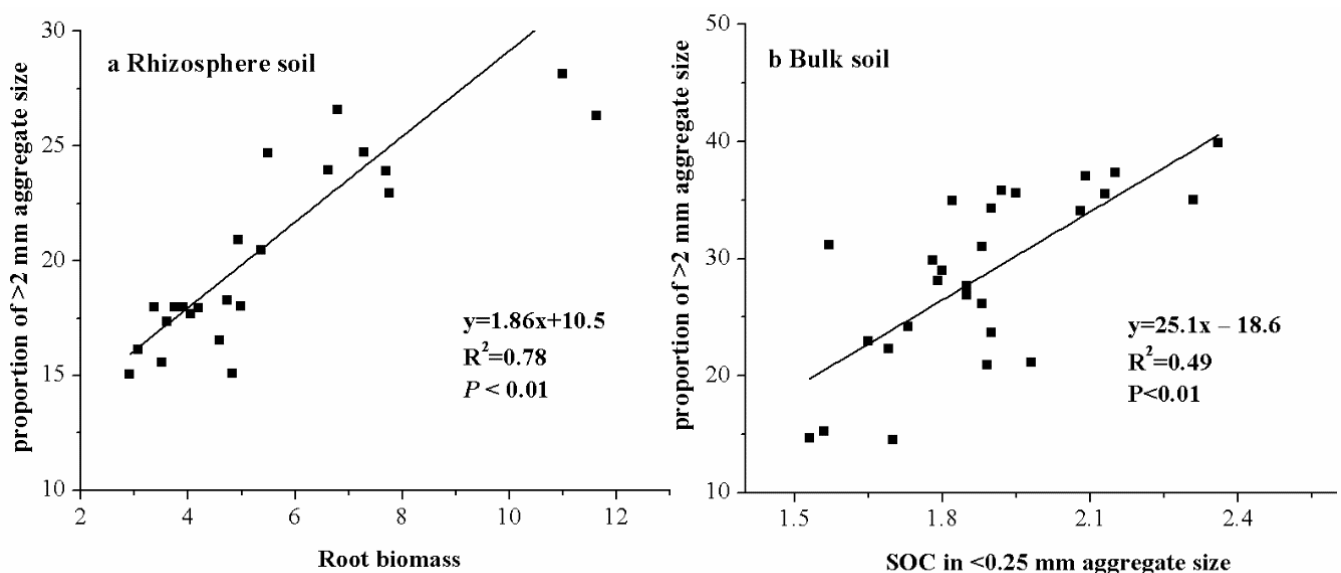 a Rhizosphere soil
proportion of >2 mm aggregate size
30
25
20
15
10
y=1.86x+10.5
R²=0.78
P < 0.01
2 4 6 8 10 12
Root biomass
b Bulk soil
proportion of >2 mm aggregate size
50
40
30
20
10
y=25.1x – 18.6
R²=0.49
P<0.01
1.5 1.8 2.1 2.4
SOC in <0.25 mm aggregate size